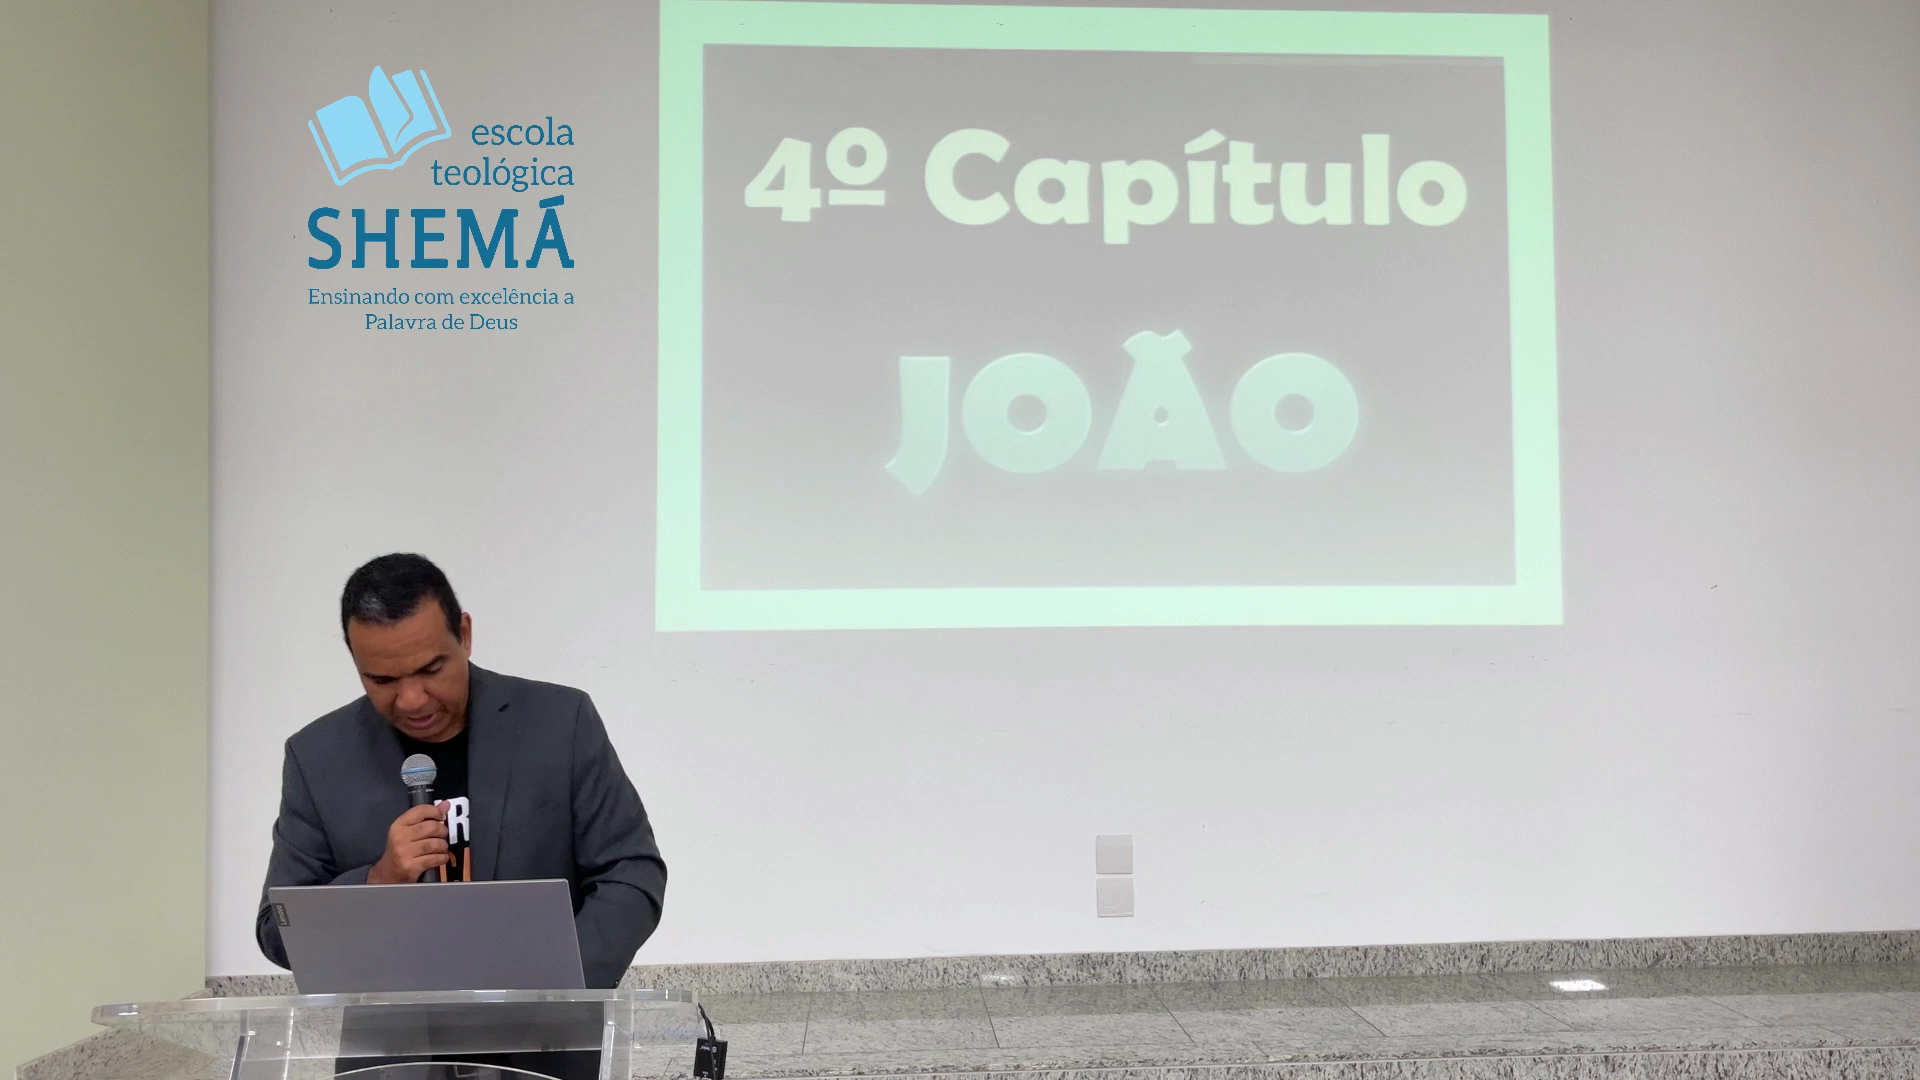 escola
teológica
SHEMÁ
Ensinando com excelência a
Palavra de Deus
4º Capítulo
JOÃO